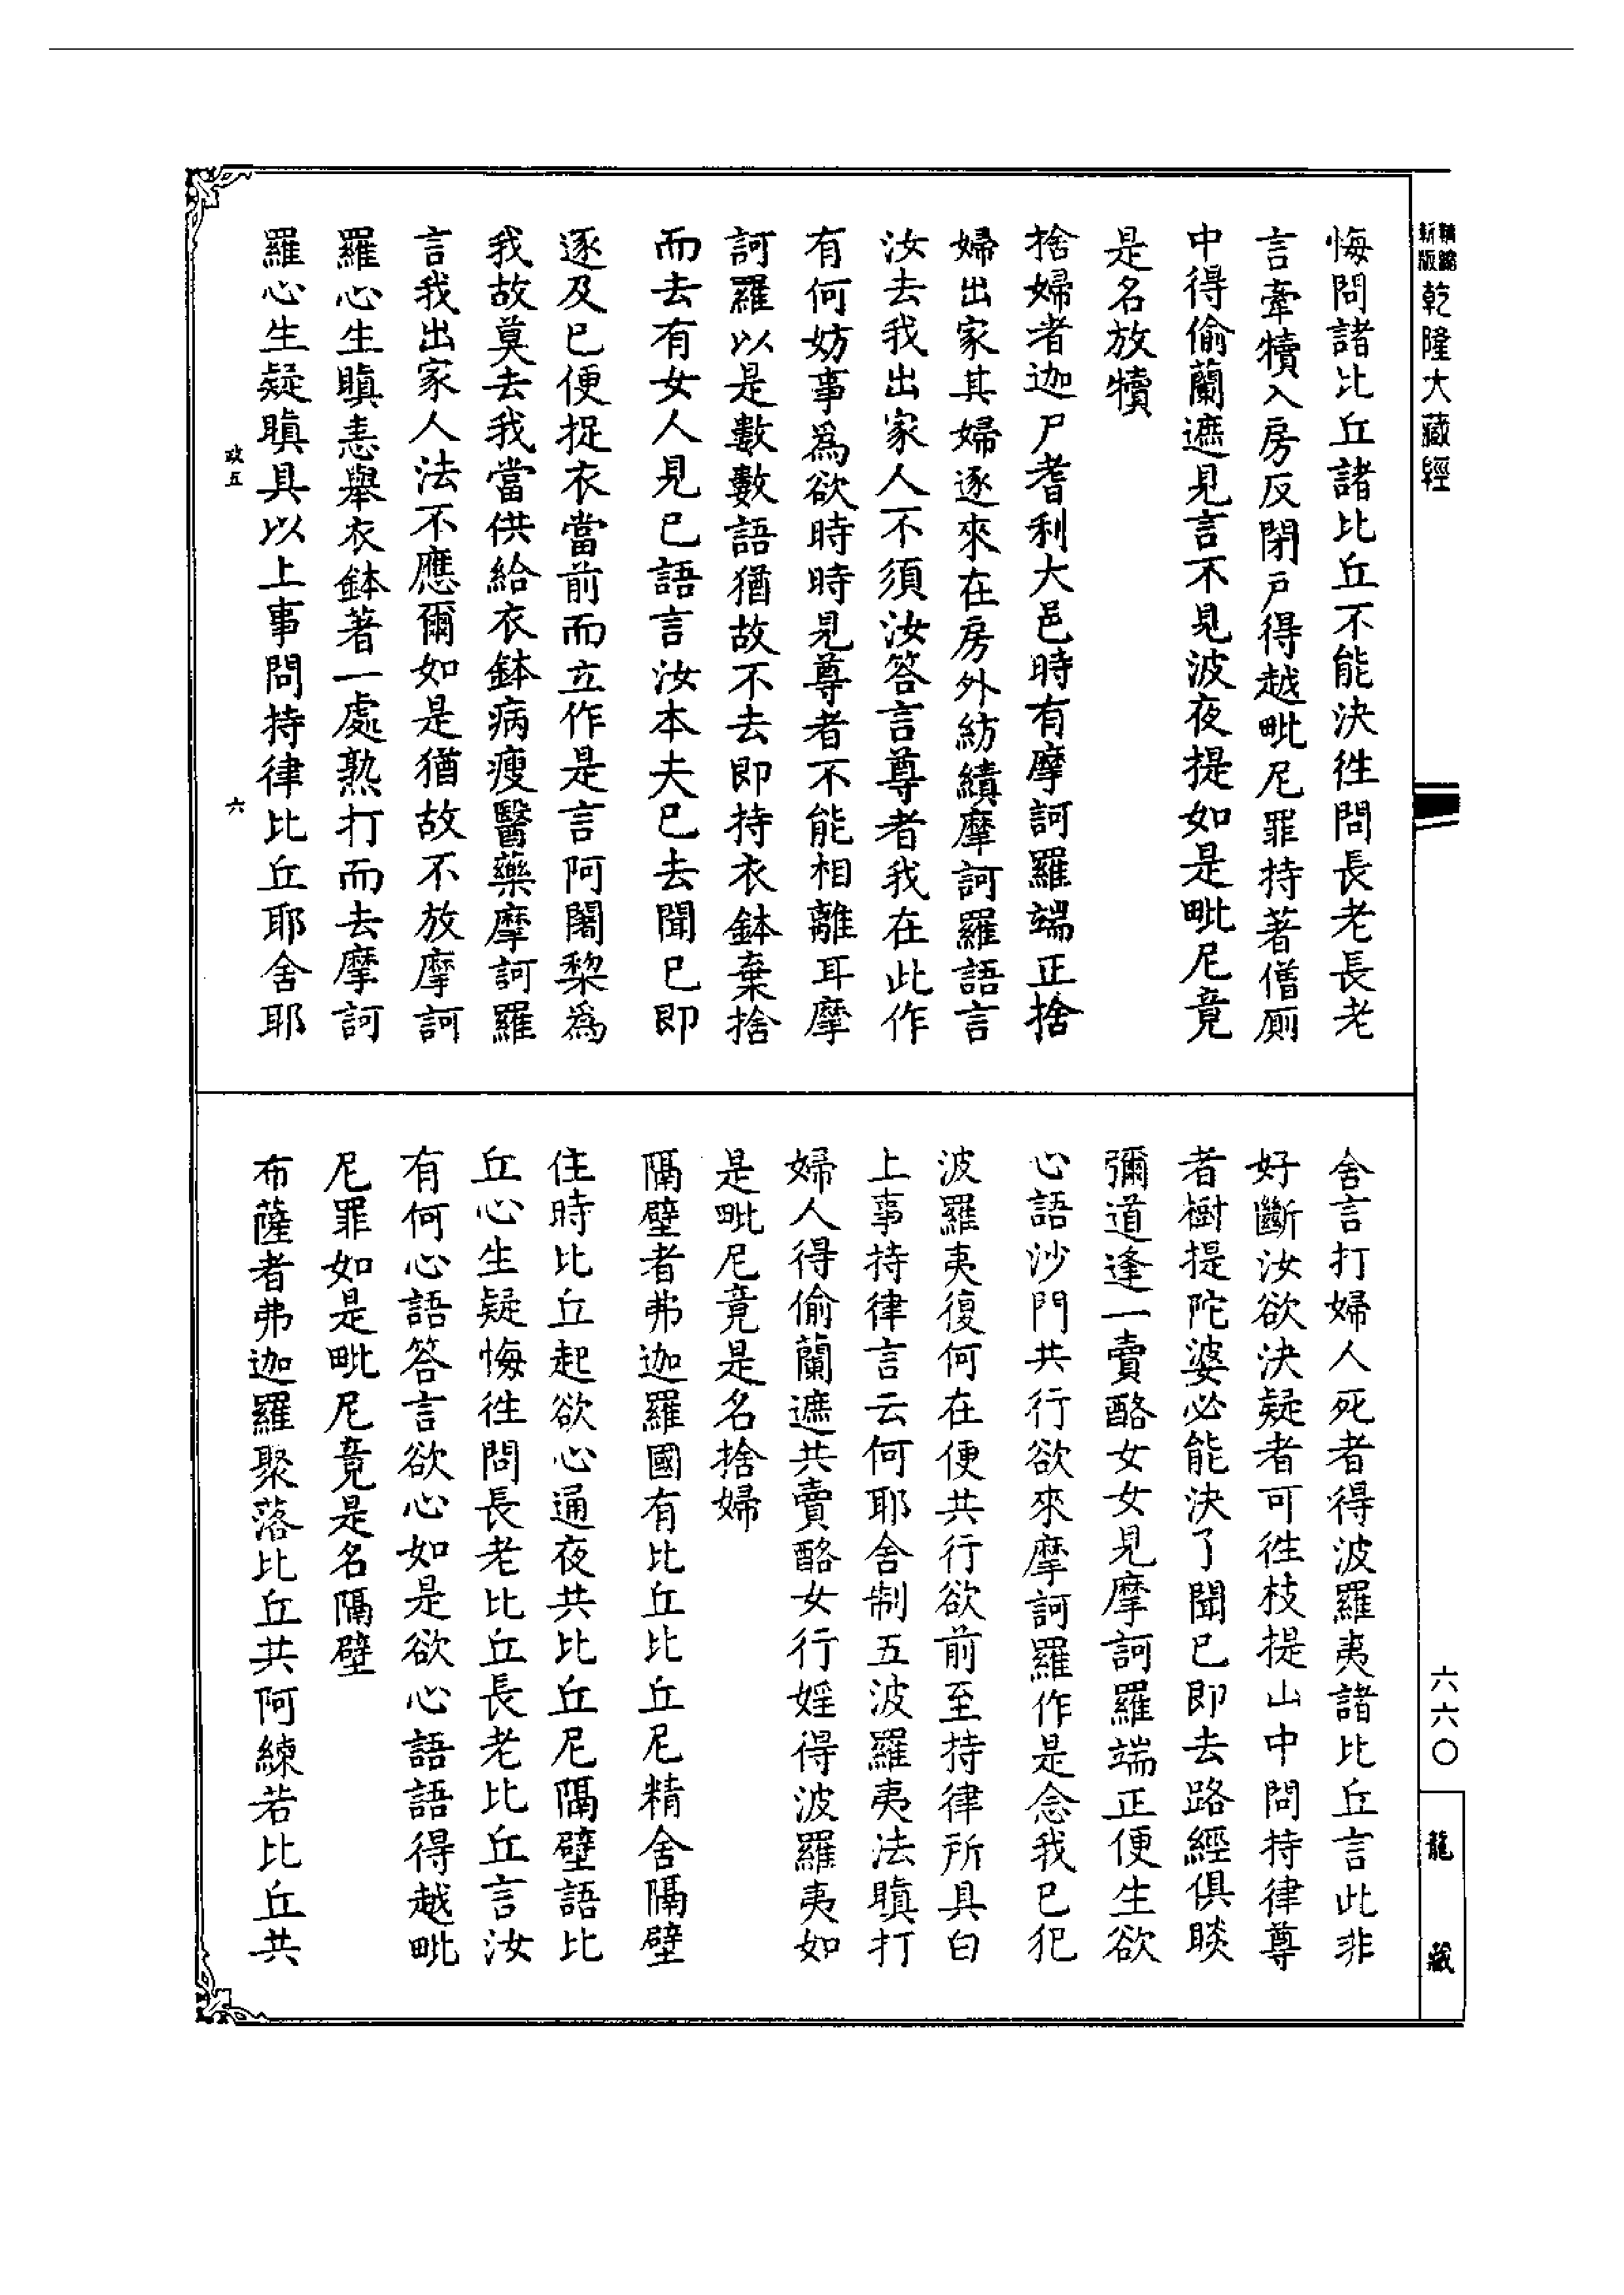 新版
乾隆大藏經
悔問諸比丘諸比丘不能決徃問長老長老
言牽犢入房反閉戶得越毗尼罪持著僧厠
中得偷蘭遮見言不見波夜提如是毗尼竟
是名放犢
捨婦者迦尸耆利大邑時有摩訶羅端正捨
婦出家其婦逐來在房外紡績摩訶羅語言
汝去我出家人不須汝答言尊者我在此作
有何妨事爲欲時時見尊者不能相離耳摩
訶羅以是數數語猶故不去即持衣鉢棄捨
而去有女人見已語言汝本夫已去聞已即
逐及已便捉衣當前而立作是言阿闍棃爲
我故莫去我當供給衣鉢病瘦醫藥摩訶羅
言我出家人法不應爾如是猶故不放摩訶
羅心生瞋恚舉衣鉢著一處熟打而去摩訶
羅心生疑瞋具以上事問持律比丘耶舍耶
政五
六
舍言打婦人死者得波羅夷諸比丘言此非
好斷汝欲決疑者可徃枝提山中問持律尊
者樹提陀婆必能決了聞已即去路經俱睒
彌道逢一賣酪女女見摩訶羅端正便生欲
心語沙門共行欲來摩訶羅作是念我已犯
波羅夷復何在便共行欲前至持律所具白
上事持律言云何耶舍制五波羅夷法瞋打
婦人得偷蘭遮共賣酪女行婬得波羅夷如
是毗尼竟是名捨婦
隔壁者弗迦羅國有比丘比丘尼精舍隔壁
住時比丘起欲心通夜共比丘尼隔壁語比
丘心生疑悔徃問長老比丘長老比丘言汝
有何心語答言欲心如是欲心語語得越毗
尼罪如是毗尼竟是名隔壁
布薩者弗迦羅聚落比丘共阿練若比丘共
六六〇
龍藏